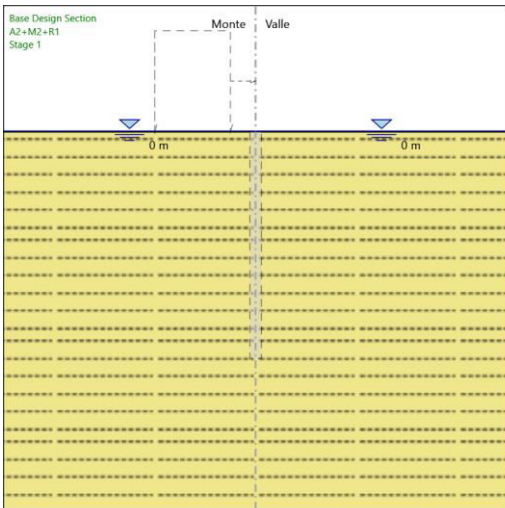 Base Design Section
A2+M2+R1
Stage 1
Monte Valle
0 m 0 m